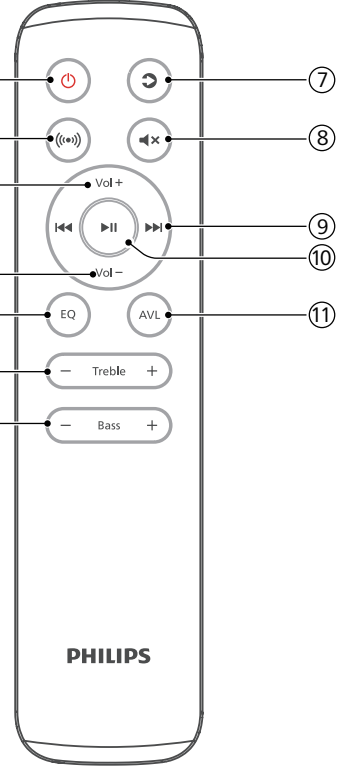 ⑦
⑧
Vol +
⑨
⑩
Vol −
EQ AVL
⑪
− Treble +
− Bass +
PHILIPS